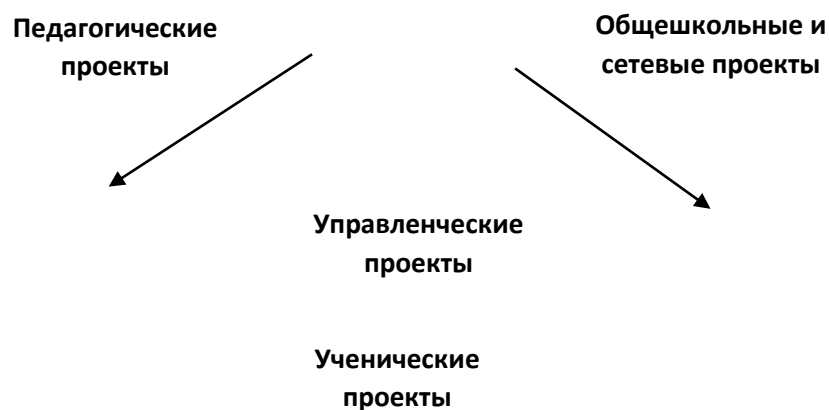 Педагогические
проекты
Общешкольные и
сетевые проекты
Управленческие
проекты
Ученические
проекты